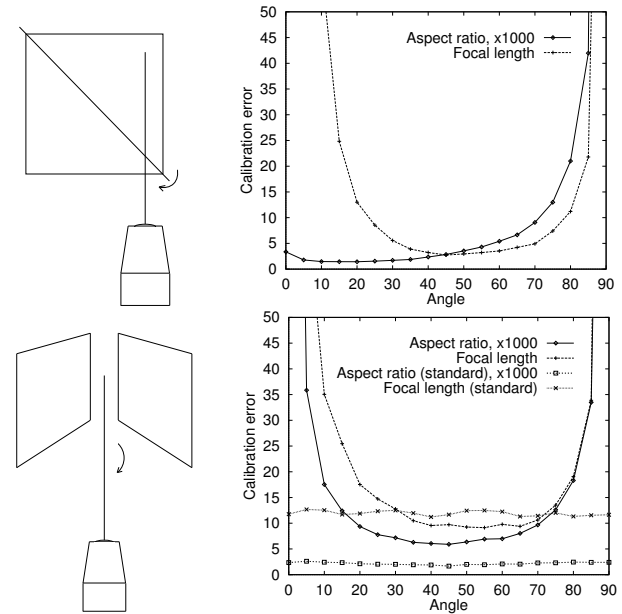 50
45
40
35
30
25
20
15
10
5
0
Calibration error
Aspect ratio, x1000
Focal length
0 10 20 30 40 50 60 70 80 90
Angle
50
45
40
35
30
25
20
15
10
5
0
Calibration error
Aspect ratio, x1000
Focal length
Aspect ratio (standard), x1000
Focal length (standard)
0 10 20 30 40 50 60 70 80 90
Angle